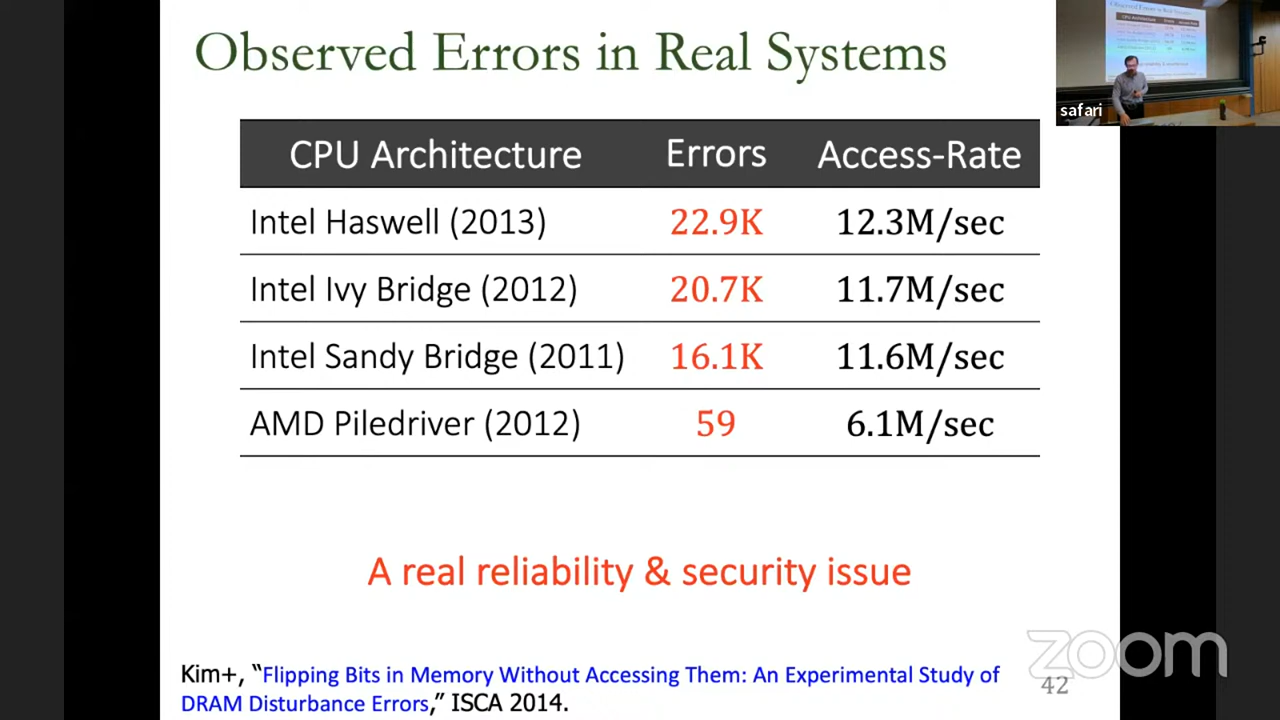 Observed Errors in Real Systems
CPU Architecture Errors Access-Rate
Intel Haswell (2013) 22.9K 12.3M/sec
Intel Ivy Bridge (2012) 20.7K 11.7M/sec
Intel Sandy Bridge (2011) 16.1K 11.6M/sec
AMD Piledriver (2012) 59 6.1M/sec
A real reliability & security issue
Kim+, “Flipping Bits in Memory Without Accessing Them: An Experimental Study of
DRAM Disturbance Errors,” ISCA 2014.
42
zoom
safari